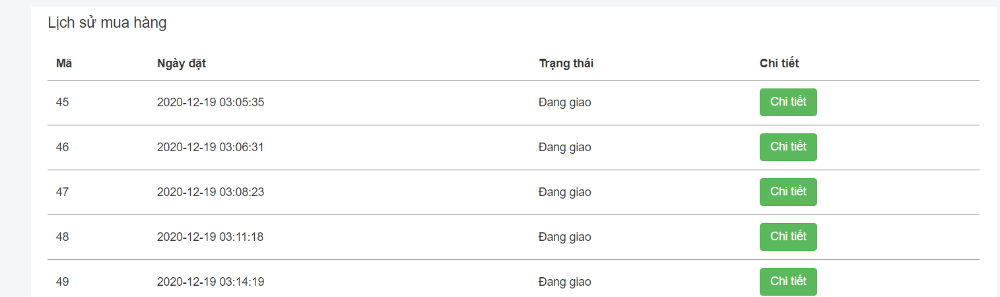 Lịch sử mua hàng
Mã Ngày đặt Trạng thái Chi tiết
45 2020-12-19 03:05:35 Đang giao Chi tiết
46 2020-12-19 03:06:31 Đang giao Chi tiết
47 2020-12-19 03:08:23 Đang giao Chi tiết
48 2020-12-19 03:11:18 Đang giao Chi tiết
49 2020-12-19 03:14:19 Đang giao Chi tiết